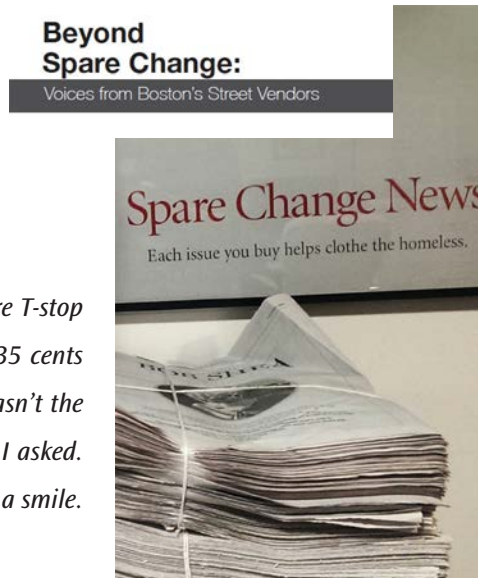 Beyond
Spare Change:
Voices from Boston's Street Vendors
Spare Change News
Each issue you buy helps clothe the homeless.
re T-stop
35 cents
asn't the
I asked.
a smile.